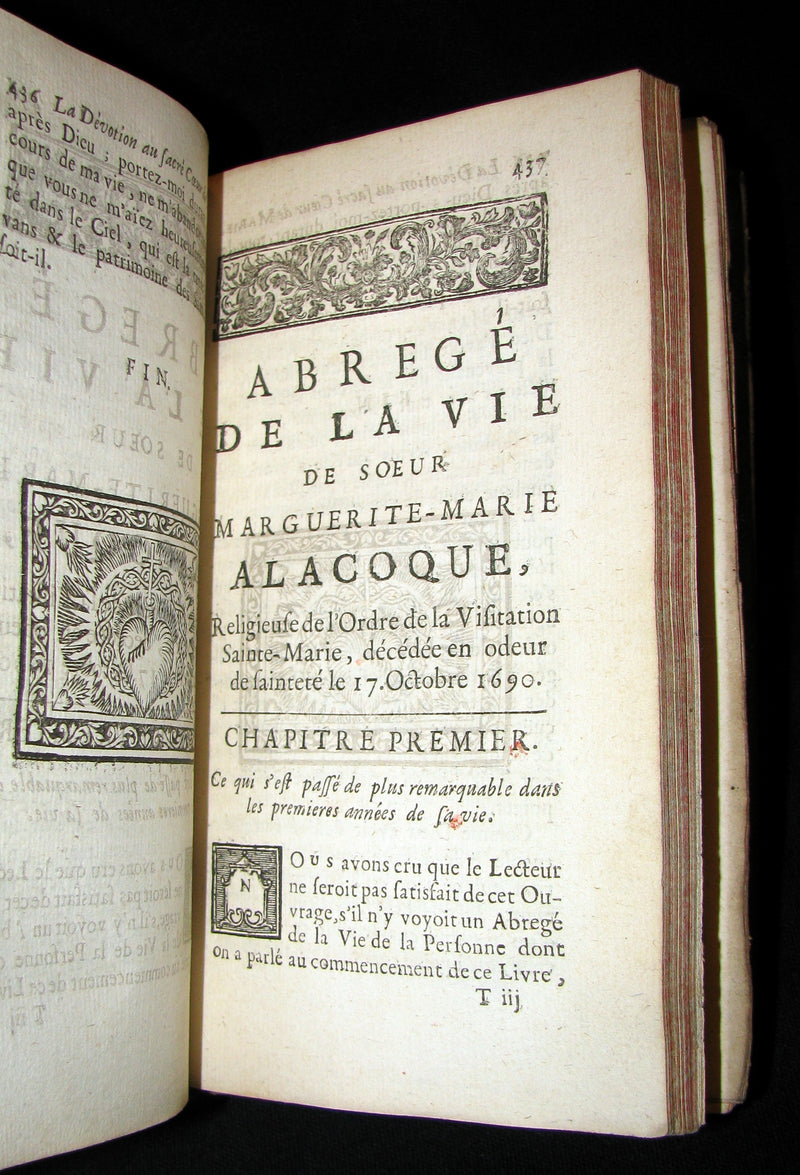 436 La Dévotion au sacré Cœur
après Dieu ; portez-moi
cours de ma vie, ne m'aband
que vous ne m'aiez heureu
té dans le Ciel, qui est la
vans & le patrimoine des
soit-il.
FIN.
437
ABREGÉ
DE LA VIE
DE SOEUR
MARGUERITE-MARIE
ALACOQUE,
Religieuſe de l'Ordre de la Viſitation
Sainte-Marie, décédée en odeur
de ſainteté le 17. Octobre 1690.
CHAPITRE PREMIER.
Ce qui s'eſt paſſé de plus remarquable dans
les premieres années de ſa vie.
NOUS avons cru que le Lecteur
ne ſeroit pas ſatisfait de cet Ou-
vrage, s'il n'y voyoit un Abregé
de la Vie de la Perſonne dont
on a parlé au commencement de ce Livre,
T iij